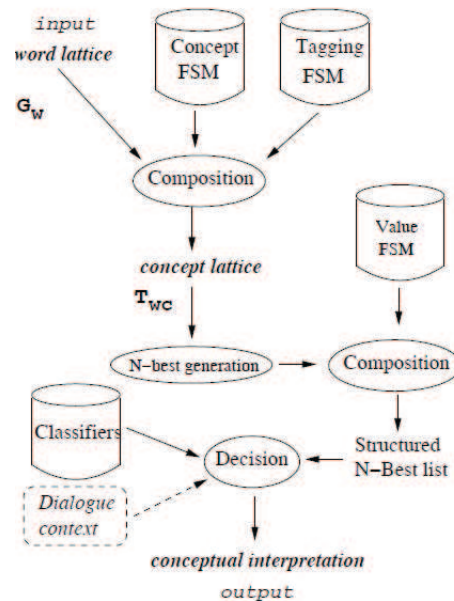 input
word lattice
Concept
FSM
Tagging
FSM
G_W
Composition
Value
FSM
concept lattice
T_WC
N-best generation
Composition
Classifiers
Decision
Structured
N-Best list
Dialogue
context
conceptual interpretation
output